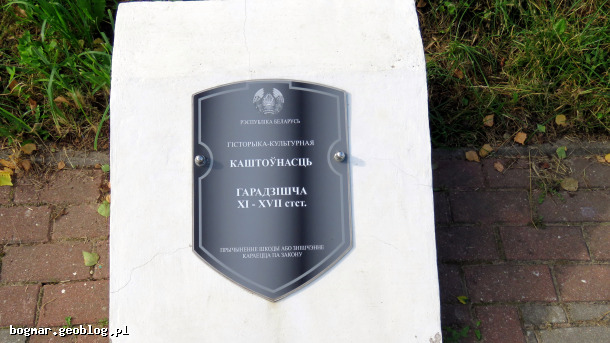 РЭСПУБЛІКА БЕЛАРУСЬ
ГІСТОРЫКА-КУЛЬТУРНАЯ
КАШТОЎНАСЦЬ
ГАРАДЗІШЧА
XI - XVII стст.
ПРЫЧЫНЕННЕ ШКОДЫ АБО ЗНІШЧЭННЕ
КАРАЕЦЦА ПА ЗАКОНУ
bogmar.geoblog.pl